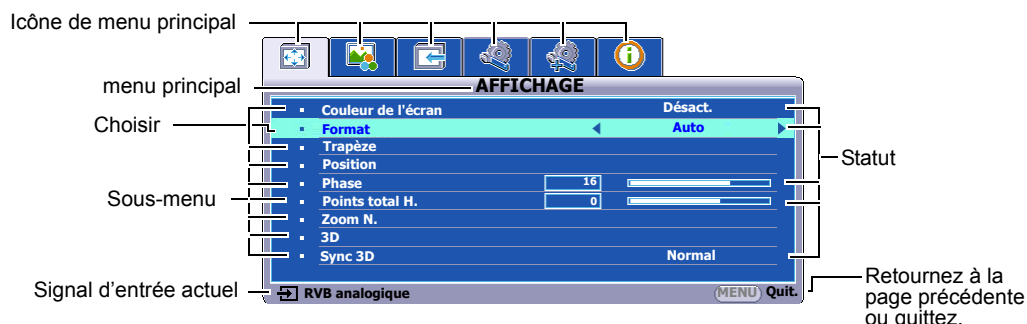 Icône de menu principal
menu principal
AFFICHAGE
Couleur de l'écran Désact.
Choisir
Format Auto
Trapèze
Position
Statut
Phase 16
Sous-menu
Points total H. 0
Zoom N.
3D
Sync 3D Normal
Signal d’entrée actuel
RVB analogique
MENU Quit.
Retournez à la
page précédente
ou quittez.